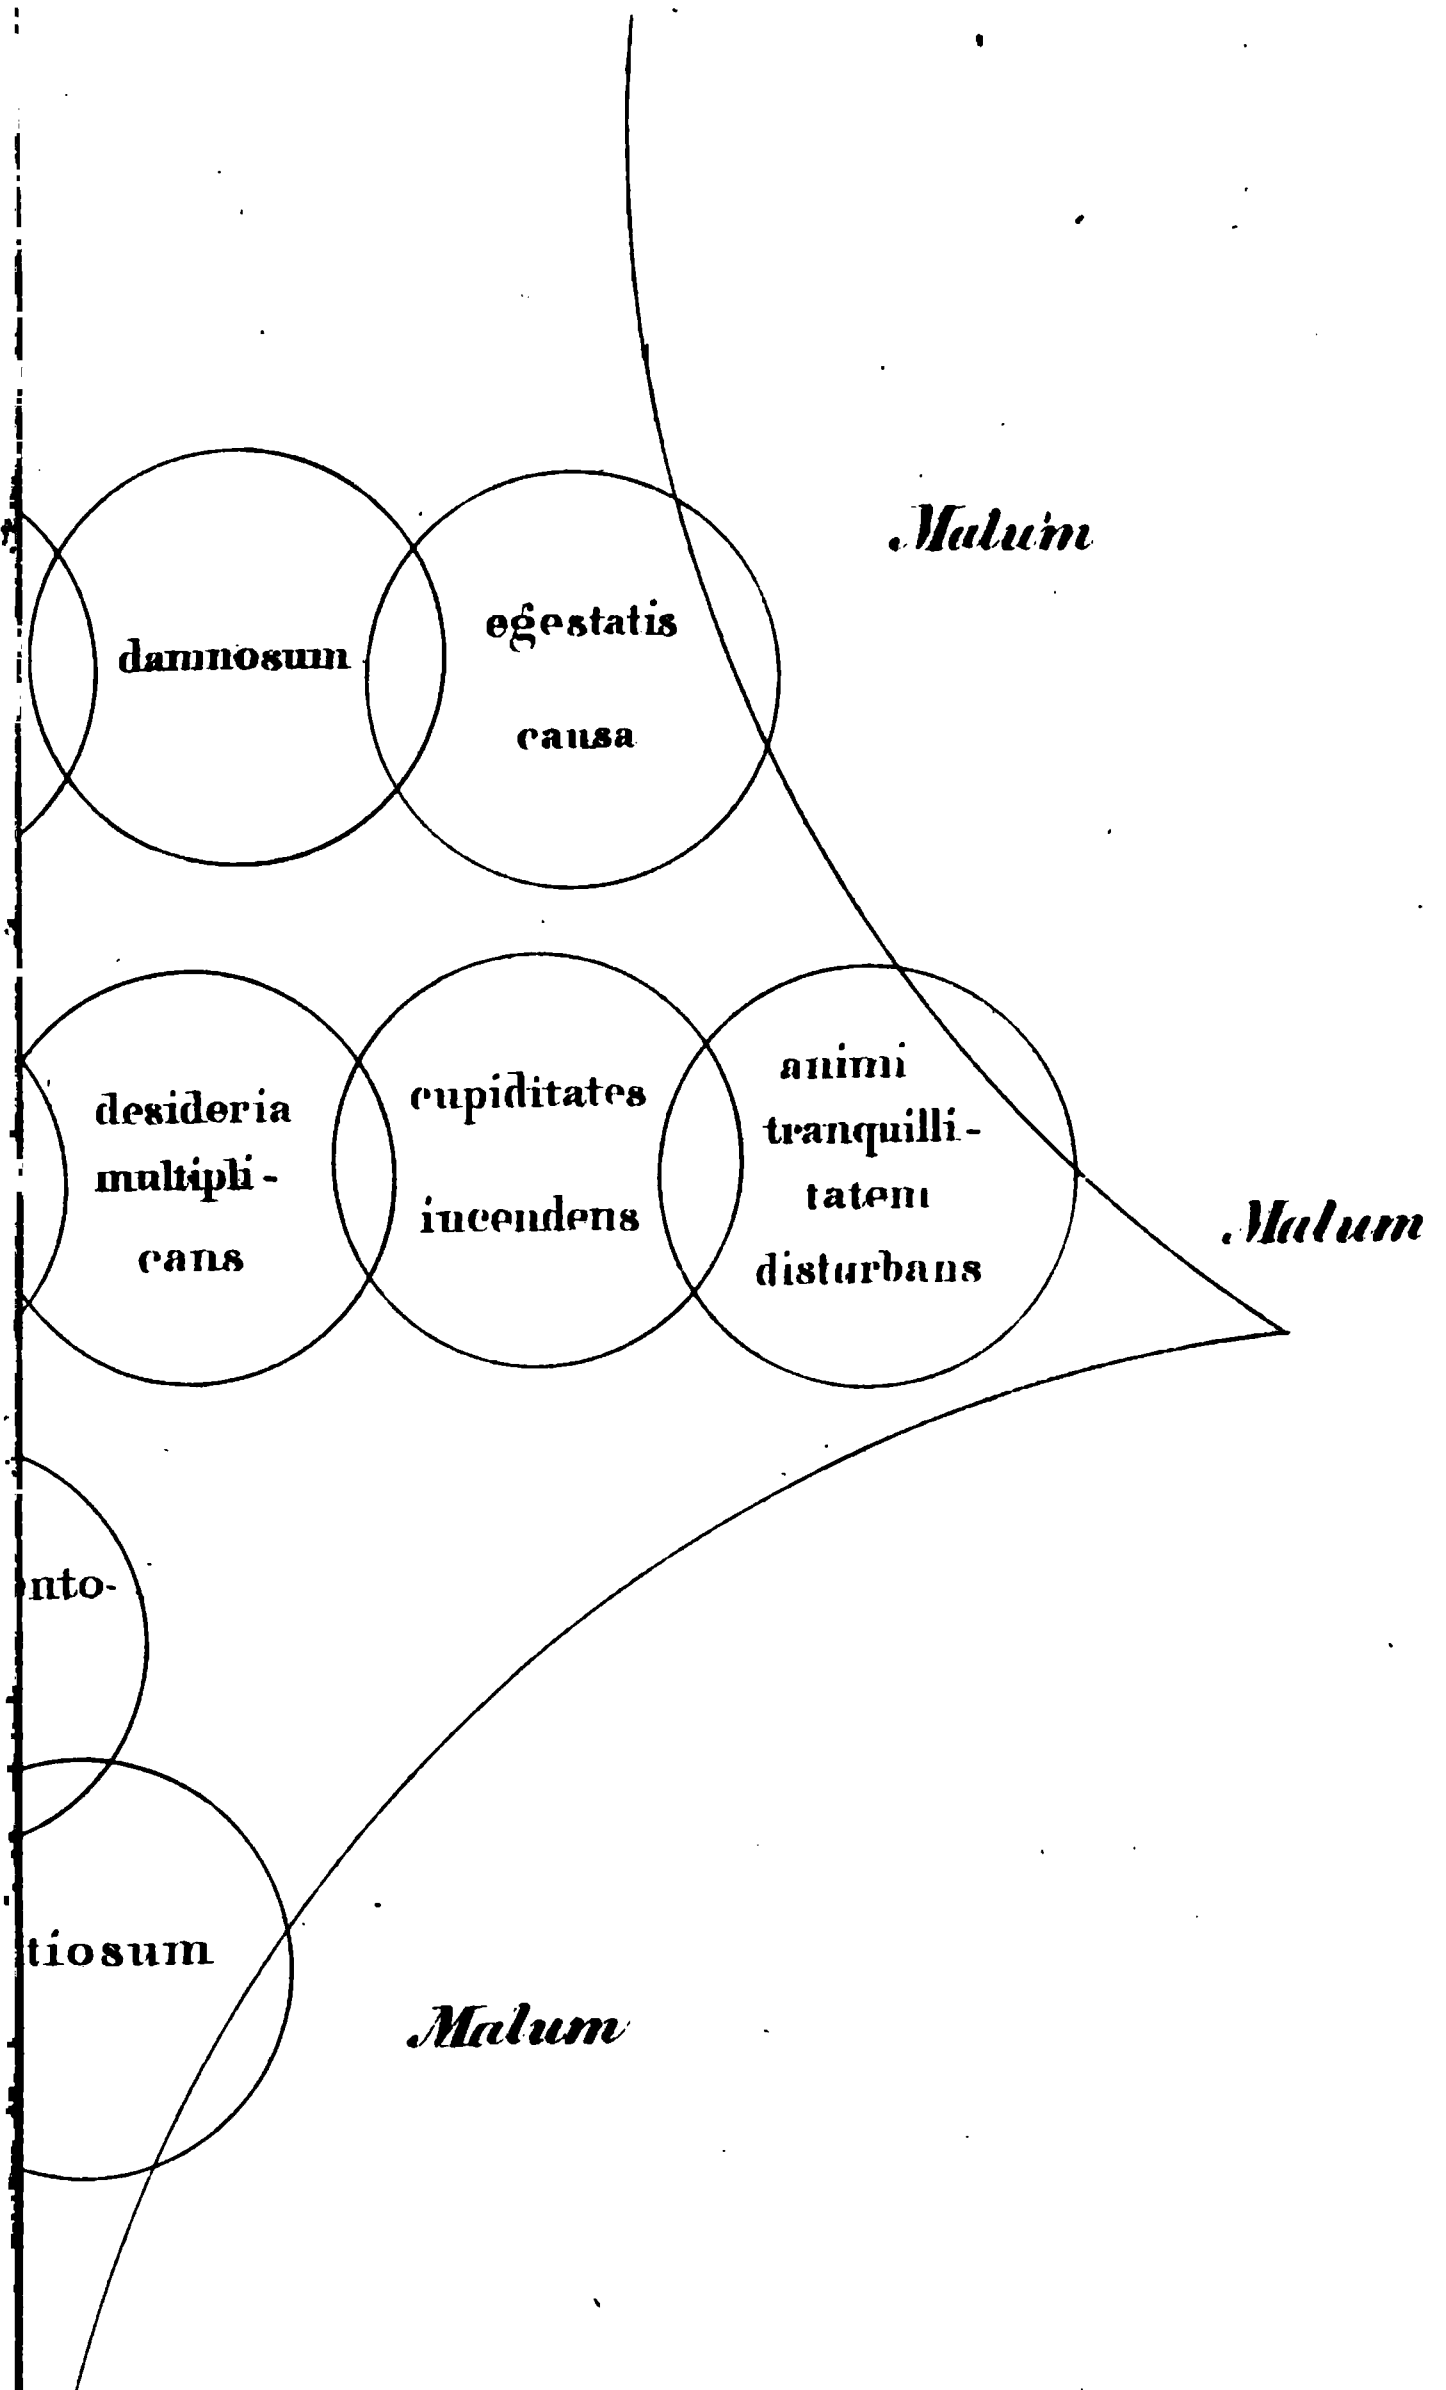 Malum
damnosum
egestatis
causa
desideria
multipli-
cans
cupiditates
incendens
animi
tranquilli-
tatem
disturbans
Malum
nto-
tiosum
Malum